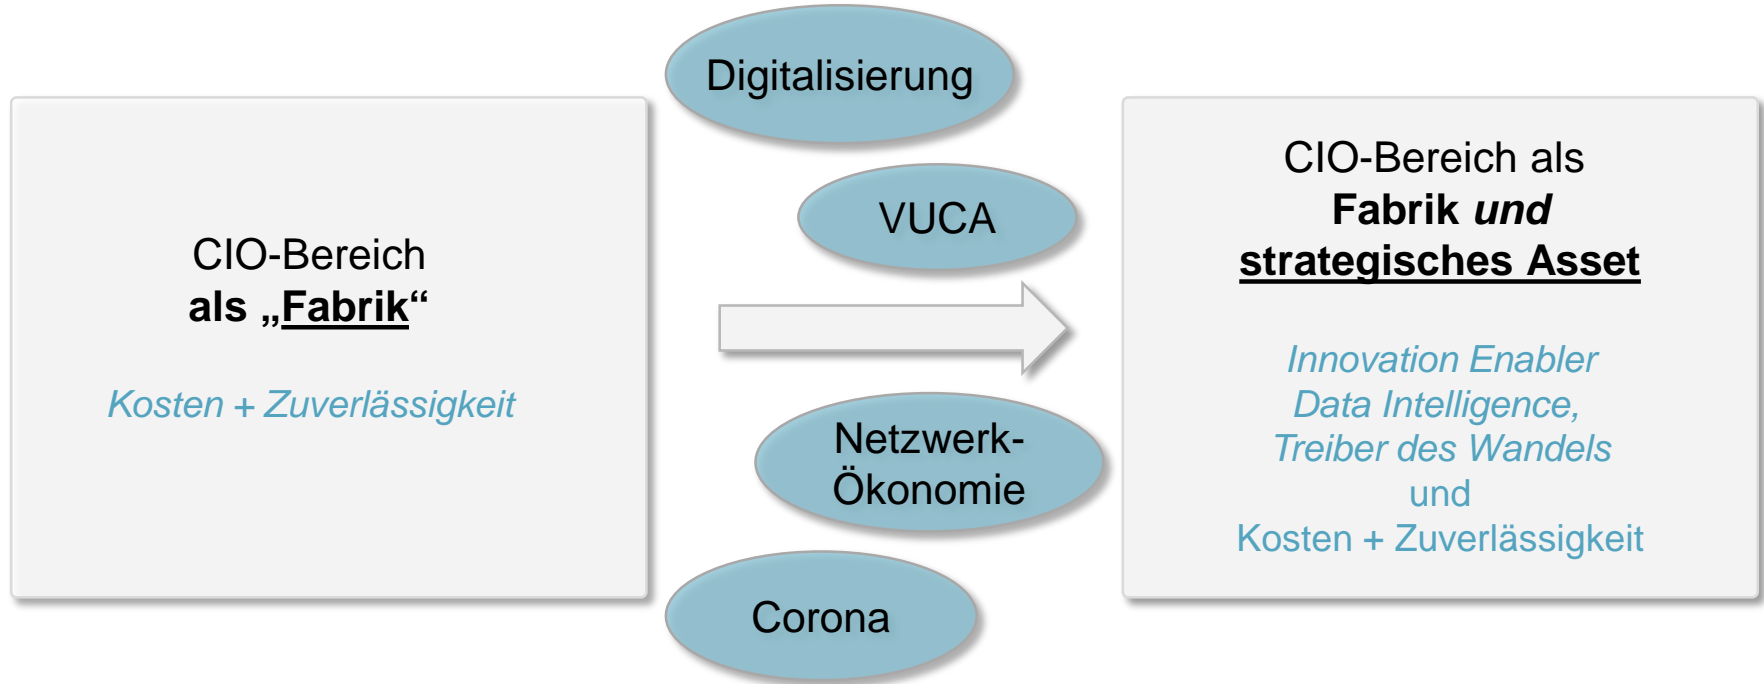 CIO-Bereich
als „Fabrik“
Kosten + Zuverlässigkeit
Digitalisierung
VUCA
Netzwerk-
Ökonomie
Corona
CIO-Bereich als
Fabrik und
strategisches Asset
Innovation Enabler
Data Intelligence,
Treiber des Wandels
und
Kosten + Zuverlässigkeit